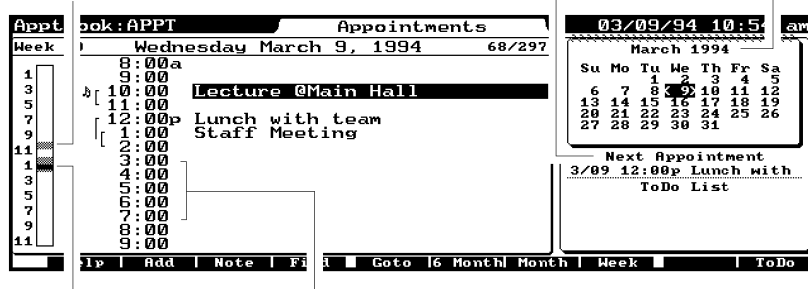 Appt Book:APPT Appointments 03/09/94 10:54 am
Week Wednesday March 9, 1994 68/297
8:00a
9:00
10:00 Lecture @Main Hall
11:00
12:00p Lunch with team
1:00 Staff Meeting
2:00
3:00
4:00
5:00
6:00
7:00
8:00
9:00
1
3
5
7
9
11
1
3
5
7
9
11
March 1994
Su Mo Tu We Th Fr Sa
1 2 3 4 5
6 7 8 9 10 11 12
13 14 15 16 17 18 19
20 21 22 23 24 25 26
27 28 29 30 31
Next Appointment
3/09 12:00p Lunch with
ToDo List
Help Add Note Find Goto 6 Month Month Week ToDo